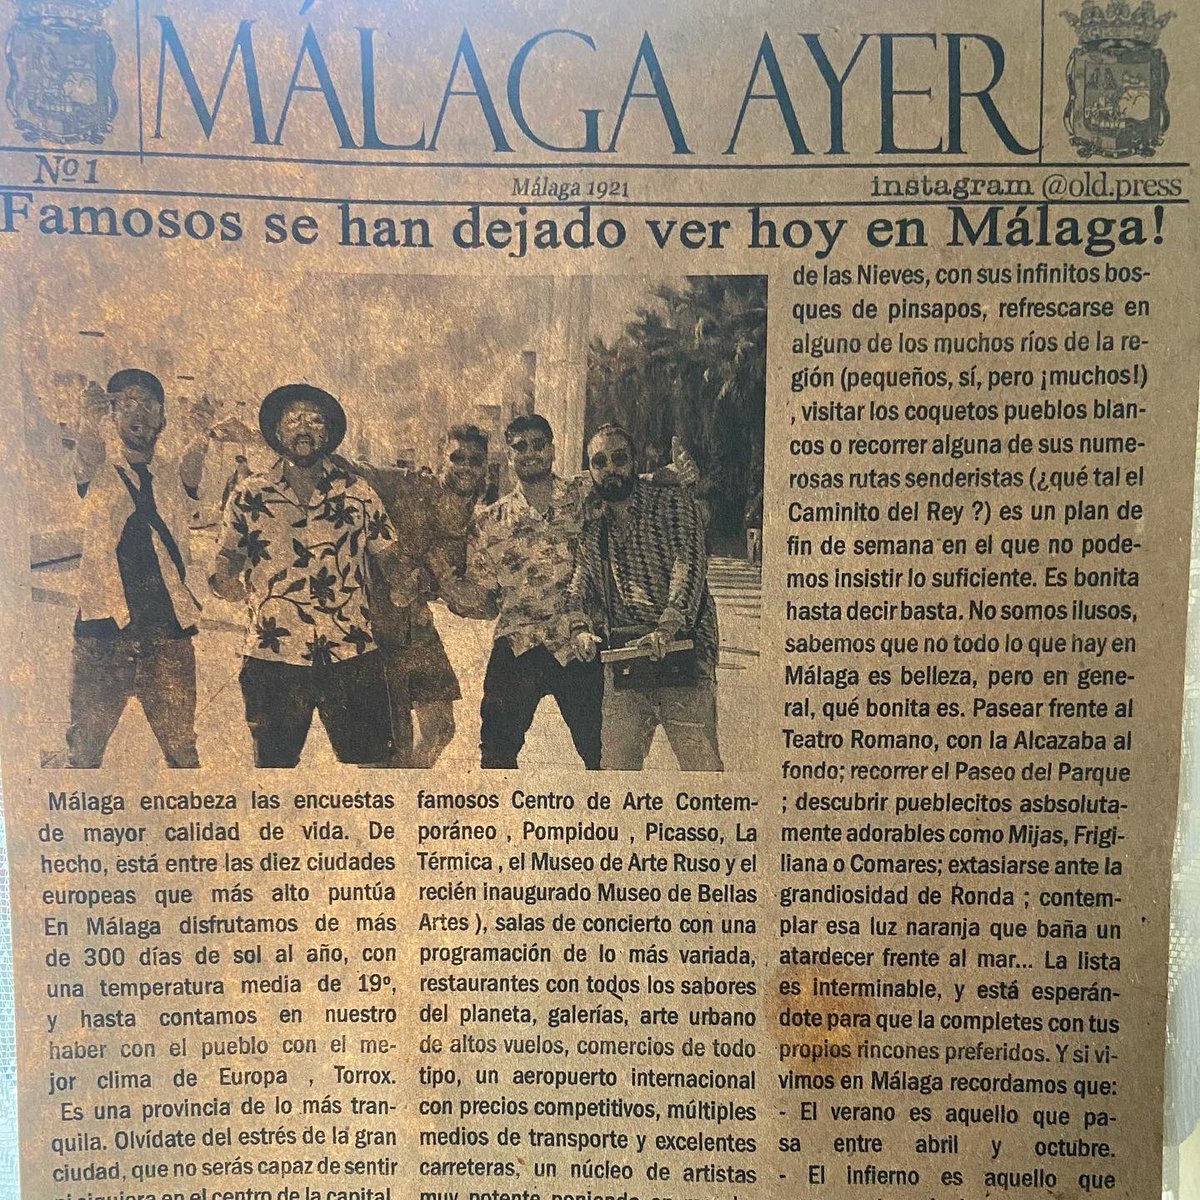 MÁLAGA AYER
Nº1
Málaga 1921
instagram @old.press
Famosos se han dejado ver hoy en Málaga!
Málaga encabeza las encuestas
de mayor calidad de vida. De
hecho, está entre las diez ciudades
europeas que más alto puntúa
En Málaga disfrutamos de más
de 300 días de sol al año, con
una temperatura media de 19º,
y hasta contamos en nuestro
haber con el pueblo con el me-
jor clima de Europa , Torrox.
Es una provincia de lo más tran-
quila. Olvídate del estrés de la gran
ciudad, que no serás capaz de sentir
ni siquiera en el centro de la capital.
famosos Centro de Arte Contem-
poráneo , Pompidou , Picasso, La
Térmica , el Museo de Arte Ruso y el
recién inaugurado Museo de Bellas
Artes ), salas de concierto con una
programación de lo más variada,
restaurantes con todos los sabores
del planeta, galerías, arte urbano
de altos vuelos, comercios de todo
tipo, un aeropuerto internacional
con precios competitivos, múltiples
medios de transporte y excelentes
carreteras, un núcleo de artistas
muy potente poniendo en
de las Nieves, con sus infinitos bos-
ques de pinsapos, refrescarse en
alguno de los muchos ríos de la re-
gión (pequeños, sí, pero ¡muchos!)
, visitar los coquetos pueblos blan-
cos o recorrer alguna de sus nume-
rosas rutas senderistas (¿qué tal el
Caminito del Rey ?) es un plan de
fin de semana en el que no pode-
mos insistir lo suficiente. Es bonita
hasta decir basta. No somos ilusos,
sabemos que no todo lo que hay en
Málaga es belleza, pero en gene-
ral, qué bonita es. Pasear frente al
Teatro Romano, con la Alcazaba al
fondo; recorrer el Paseo del Parque
; descubrir pueblecitos asbsoluta-
mente adorables como Mijas, Frigi-
liana o Comares; extasiarse ante la
grandiosidad de Ronda ; contem-
plar esa luz naranja que baña un
atardecer frente al mar... La lista
es interminable, y está esperán-
dote para que la completes con tus
propios rincones preferidos. Y si vi-
vimos en Málaga recordamos que:
- El verano es aquello que pa-
sa entre abril y octubre.
- El infierno es aquello que